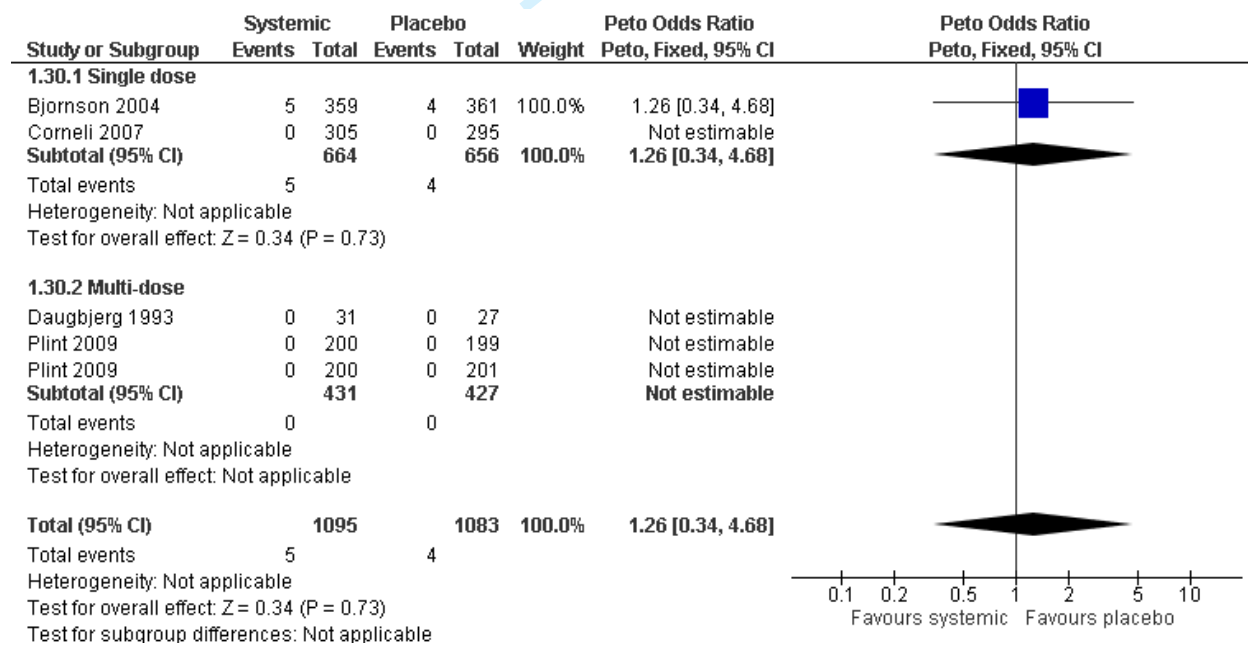 Systemic Placebo Peto Odds Ratio Peto Odds Ratio
Study or Subgroup Events Total Events Total Weight Peto, Fixed, 95% CI Peto, Fixed, 95% CI
1.30.1 Single dose
Bjornson 2004 5 359 4 361 100.0% 1.26 [0.34, 4.68]
Corneli 2007 0 305 0 295 Not estimable
Subtotal (95% CI) 664 656 100.0% 1.26 [0.34, 4.68]
Total events 5 4
Heterogeneity: Not applicable
Test for overall effect: Z = 0.34 (P = 0.73)
1.30.2 Multi-dose
Daugbjerg 1993 0 31 0 27 Not estimable
Plint 2009 0 200 0 199 Not estimable
Plint 2009 0 200 0 201 Not estimable
Subtotal (95% CI) 431 427 Not estimable
Total events 0 0
Heterogeneity: Not applicable
Test for overall effect: Not applicable
Total (95% CI) 1095 1083 100.0% 1.26 [0.34, 4.68]
Total events 5 4
Heterogeneity: Not applicable
Test for overall effect: Z = 0.34 (P = 0.73)
Test for subgroup differences: Not applicable
0.1 0.2 0.5 1 2 5 10
Favours systemic Favours placebo